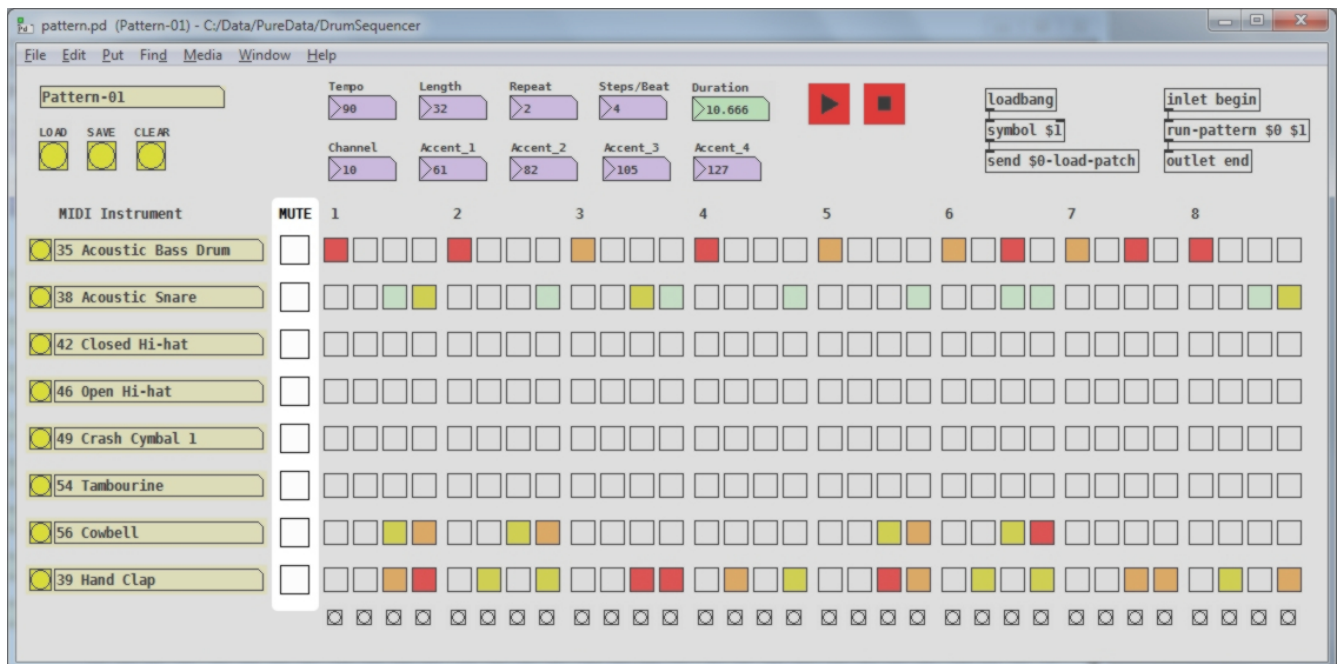 pattern.pd (Pattern-01) - C:/Data/PureData/DrumSequencer
File Edit Put Find Media Window Help
Pattern-01
LOAD SAVE CLEAR
Tempo Length Repeat Steps/Beat Duration
90 32 2 4 10.666
Channel Accent_1 Accent_2 Accent_3 Accent_4
10 61 82 105 127
loadbang
symbol $1
send $0-load-patch
inlet begin
run-pattern $0 $1
outlet end
MIDI Instrument MUTE 1 2 3 4 5 6 7 8
35 Acoustic Bass Drum
38 Acoustic Snare
42 Closed Hi-hat
46 Open Hi-hat
49 Crash Cymbal 1
54 Tambourine
56 Cowbell
39 Hand Clap